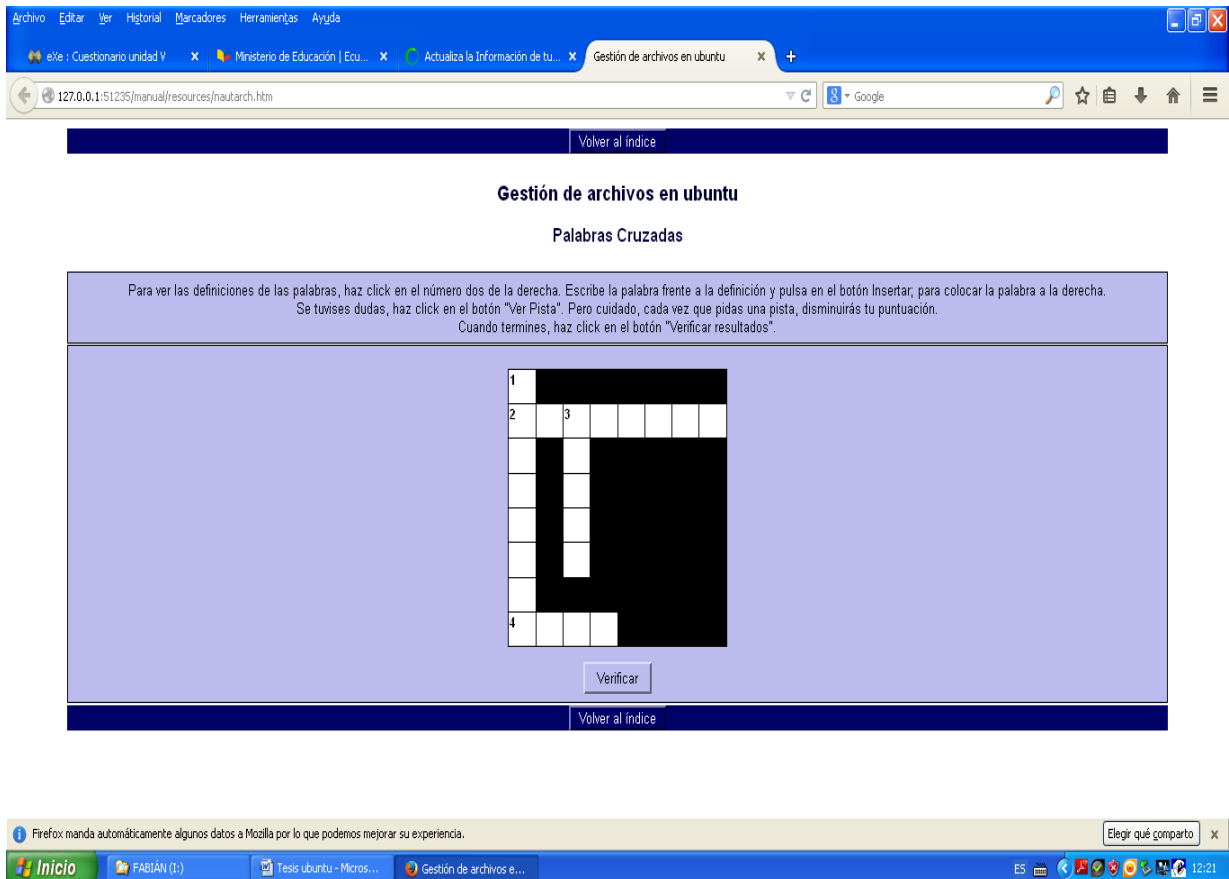 Archivo Editar Ver Historial Marcadores Herramientas Ayuda
eXe : Cuestionario unidad V
Ministerio de Educación | Ecu...
Actualiza la Información de tu...
Gestión de archivos en ubuntu
127.0.0.1:51235/manual/resources/nautarch.htm
Google
Volver al índice
Gestión de archivos en ubuntu
Palabras Cruzadas
Para ver las definiciones de las palabras, haz click en el número dos de la derecha. Escribe la palabra frente a la definición y pulsa en el botón Insertar; para colocar la palabra a la derecha.
Se tuvises dudas, haz click en el botón "Ver Pista". Pero cuidado, cada vez que pidas una pista, disminuirás tu puntuación.
Cuando termines, haz click en el botón "Verificar resultados".
1
2 3
4
Verificar
Volver al índice
Firefox manda automáticamente algunos datos a Mozilla por lo que podemos mejorar su experiencia.
Elegir qué comparto
Inicio
FABIÁN (I:)
Tesis ubuntu - Micros...
Gestión de archivos e...
ES
12:21